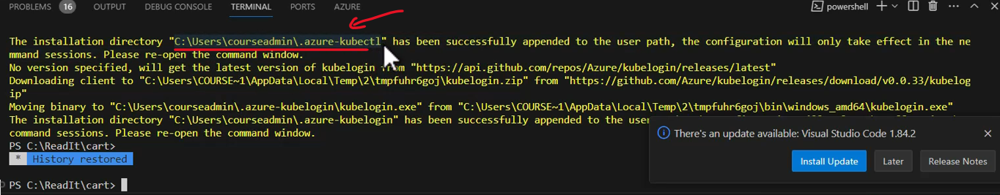 PROBLEMS 16 OUTPUT DEBUG CONSOLE TERMINAL PORTS AZURE powershell
The installation directory "C:\Users\courseadmin\.azure-kubectl" has been successfully appended to the user path, the configuration will only take effect in the ne
mmand sessions. Please re-open the command window.
No version specified, will get the latest version of kubelogin from "https://api.github.com/repos/Azure/kubelogin/releases/latest"
Downloading client to "C:\Users\COURSE~1\AppData\Local\Temp\2\tmpfuhr6goj\kubelogin.zip" from "https://github.com/Azure/kubelogin/releases/download/v0.0.33/kubelog
ip"
Moving binary to "C:\Users\courseadmin\.azure-kubelogin\kubelogin.exe" from "C:\Users\COURSE~1\AppData\Local\Temp\2\tmpfuhr6goj\bin\windows_amd64\kubelogin.exe"
The installation directory "C:\Users\courseadmin\.azure-kubelogin" has been successfully appended to the user
command sessions. Please re-open the command window.
PS C:\ReadIt\cart>
* History restored
PS C:\ReadIt\cart>
There's an update available: Visual Studio Code 1.84.2
Install Update Later Release Notes